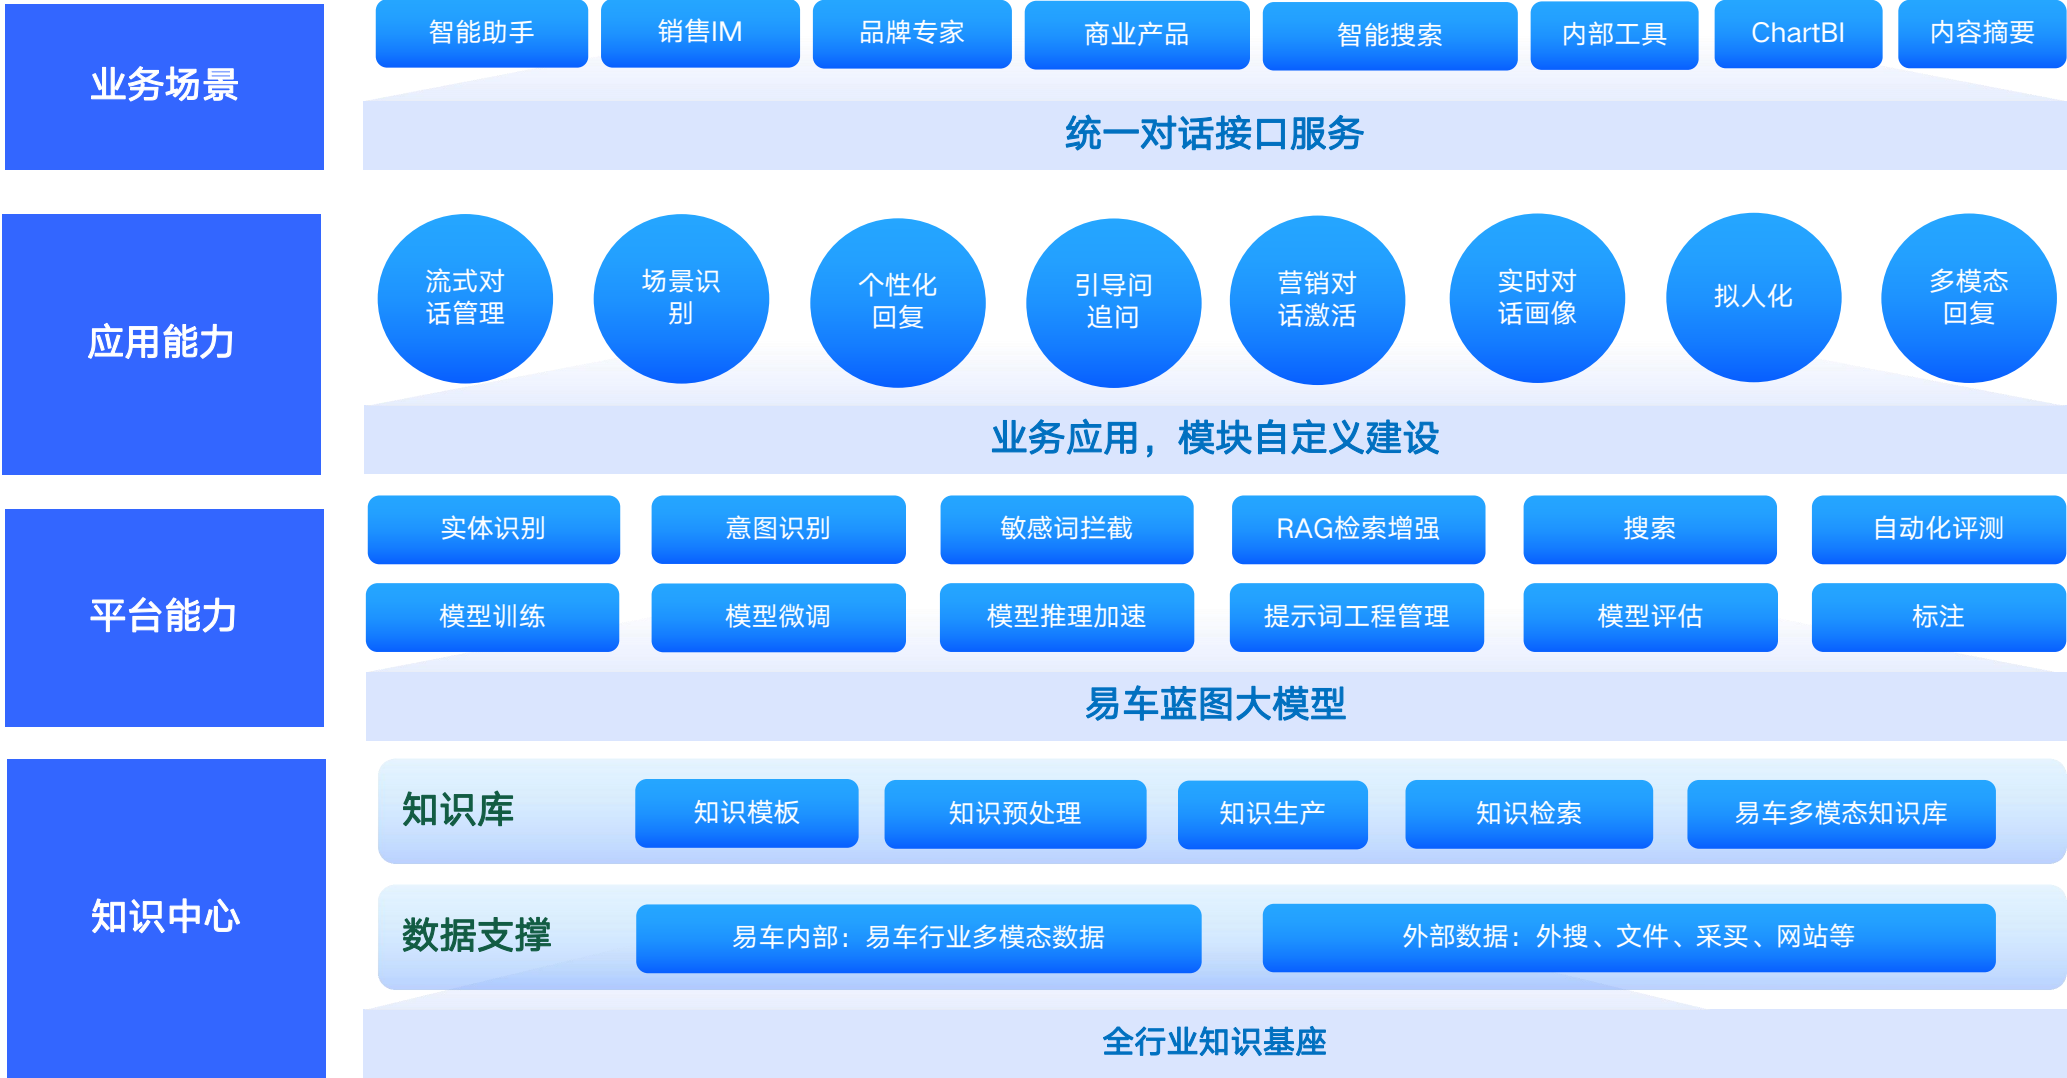 业务场景
智能助手
销售IM
品牌专家
商业产品
智能搜索
内部工具
ChartBI
内容摘要
统一对话接口服务
应用能力
流式对
话管理
场景识
别
个性化
回复
引导问
追问
营销对
话激活
实时对
话画像
拟人化
多模态
回复
业务应用，模块自定义建设
平台能力
实体识别
意图识别
敏感词拦截
RAG检索增强
搜索
自动化评测
模型训练
模型微调
模型推理加速
提示词工程管理
模型评估
标注
易车蓝图大模型
知识中心
知识库
知识模板
知识预处理
知识生产
知识检索
易车多模态知识库
数据支撑
易车内部：易车行业多模态数据
外部数据：外搜、文件、采买、网站等
全行业知识基座